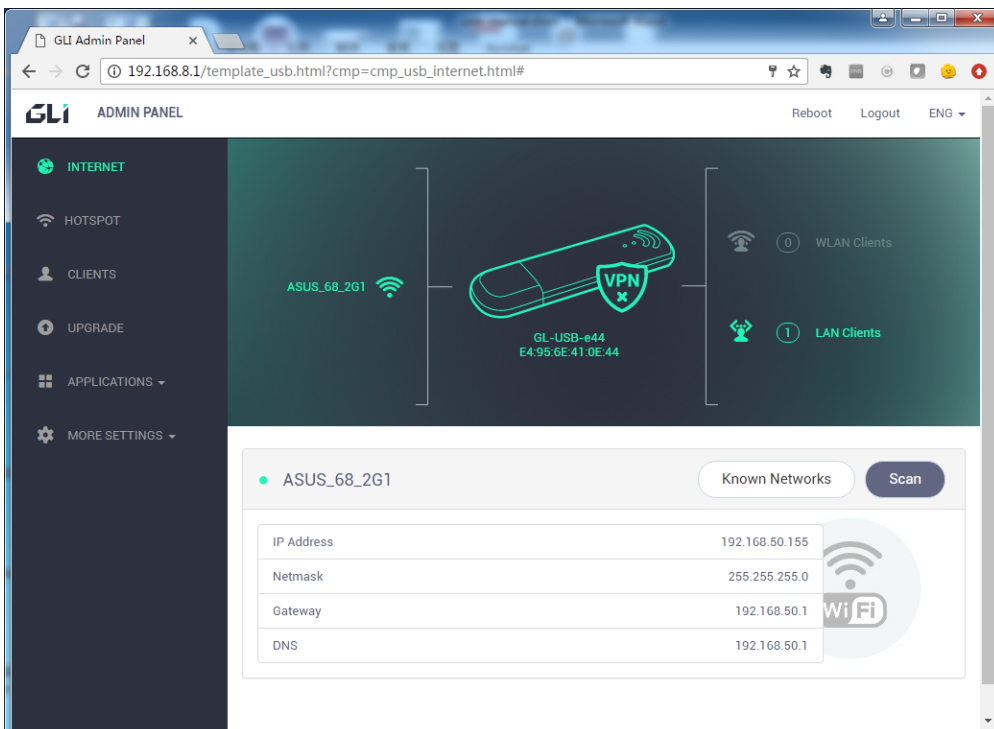 GLI Admin Panel
192.168.8.1/template_usb.html?cmp=cmp_usb_internet.html#
GLi ADMIN PANEL Reboot Logout ENG
INTERNET
HOTSPOT
CLIENTS
UPGRADE
APPLICATIONS
MORE SETTINGS
ASUS_68_2G1
VPN
GL-USB-e44
E4:95:6E:41:0E:44
0 WLAN Clients
1 LAN Clients
ASUS_68_2G1 Known Networks Scan
IP Address 192.168.50.155
Netmask 255.255.255.0
Gateway 192.168.50.1
DNS 192.168.50.1
WiFi